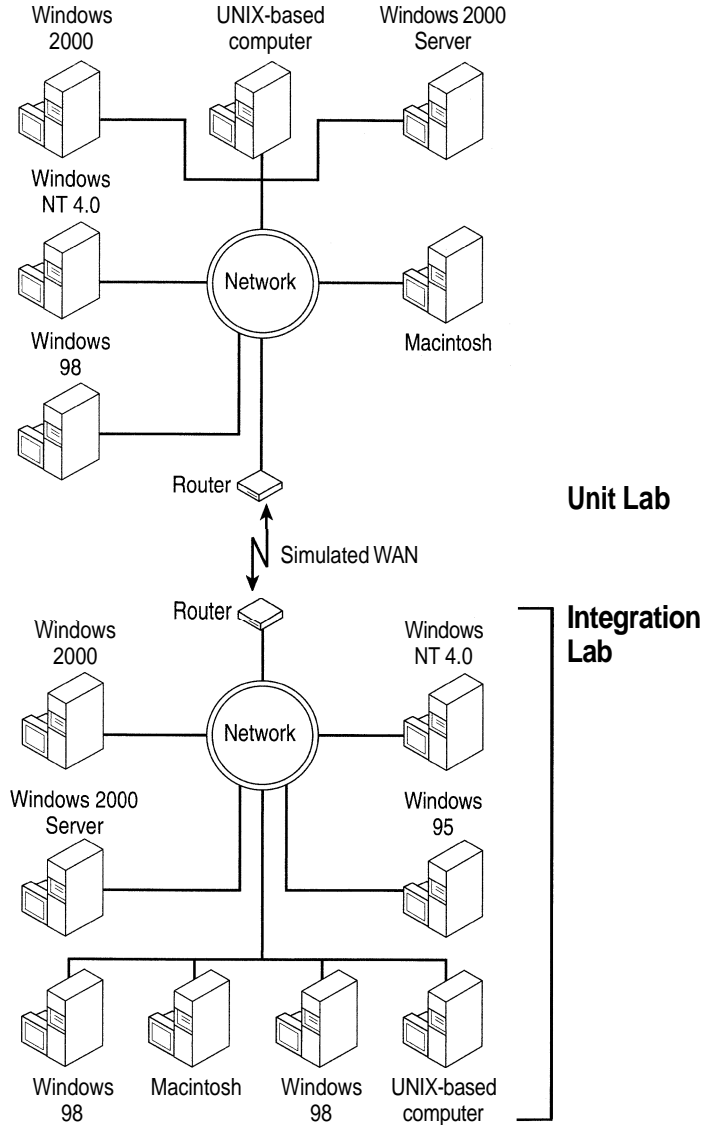 Windows
2000
UNIX-based
computer
Windows 2000
Server
Windows
NT 4.0
Network
Windows
98
Macintosh
Router
Unit Lab
Simulated WAN
Router
Integration
Lab
Windows
2000
Windows
NT 4.0
Network
Windows 2000
Server
Windows
95
Windows
98
Macintosh
Windows
98
UNIX-based
computer